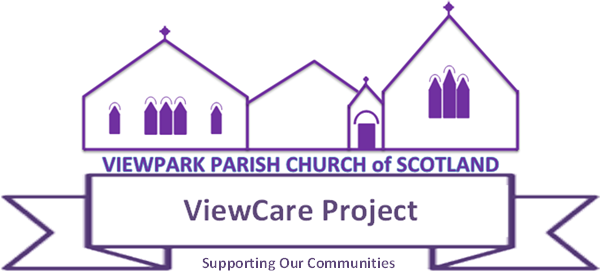 VIEWPARK PARISH CHURCH of SCOTLAND
ViewCare Project
Supporting Our Communities